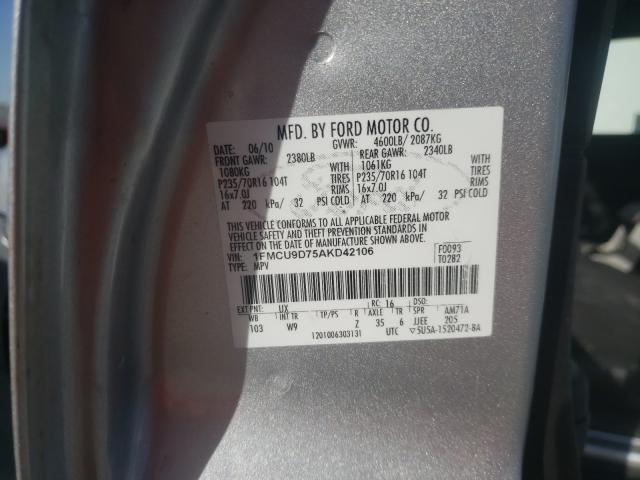 MFD. BY FORD MOTOR CO.
DATE: 06/10 GVWR: 4600LB/ 2087KG
FRONT GAWR: 2380LB REAR GAWR: 2340LB
1080KG 1061KG
P235/70R16 104T TIRES P235/70R16 104T TIRES
16x7.0J RIMS 16x7.0J RIMS
AT 220 kPa/ 32 PSI COLD AT 220 kPa/ 32 PSI COLD
THIS VEHICLE CONFORMS TO ALL APPLICABLE FEDERAL MOTOR
VEHICLE SAFETY AND THEFT PREVENTION STANDARDS IN
EFFECT ON THE DATE OF MANUFACTURE SHOWN ABOVE.
VIN: 1FMCU9D75AKD42106 F0093
TYPE: MPV T0282
EXT PNT: UX RC: 16 DSO:
WB INT TR TP/PS R AXLE TR SPR AM71A
103 W9 Z 35 6 JJEE 205
1201006303131 UTC 5U5A-1520472-BA